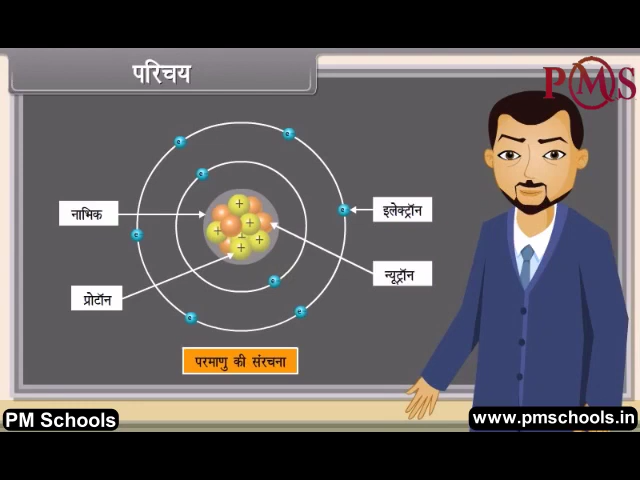 परिचय
PMS
नाभिक
इलेक्ट्रॉन
न्यूट्रॉन
प्रोटॉन
परमाणु की संरचना
PM Schools
www.pmschools.in